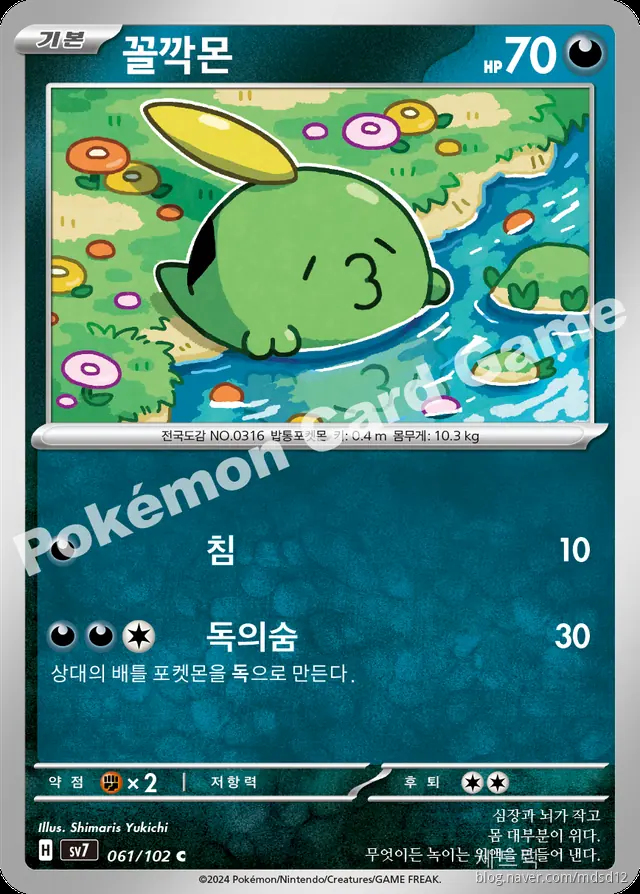 기본 꼴깍몬 HP 70
전국도감 NO.0316 밥통포켓몬 키: 0.4 m 몸무게: 10.3 kg
Pokémon Card Game
침 10
독의숨 30
상대의 배틀 포켓몬을 독으로 만든다.
약점 ×2 저항력 후퇴
심장과 뇌가 작고
몸 대부분이 위다.
무엇이든 녹이는 위액을 만들어 낸다.
Illus. Shimaris Yukichi
H sv7 061/102 C
©2024 Pokémon/Nintendo/Creatures/GAME FREAK.
blog.naver.com/mdsd12